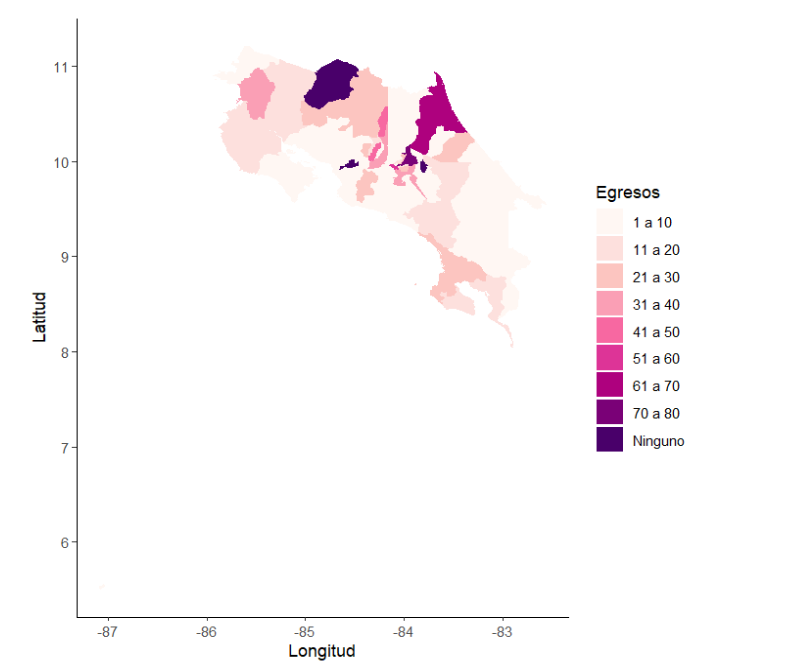 11
10
9
8
7
6
Latitud
-87
-86
-85
-84
-83
Longitud
Egresos
1 a 10
11 a 20
21 a 30
31 a 40
41 a 50
51 a 60
61 a 70
70 a 80
Ninguno